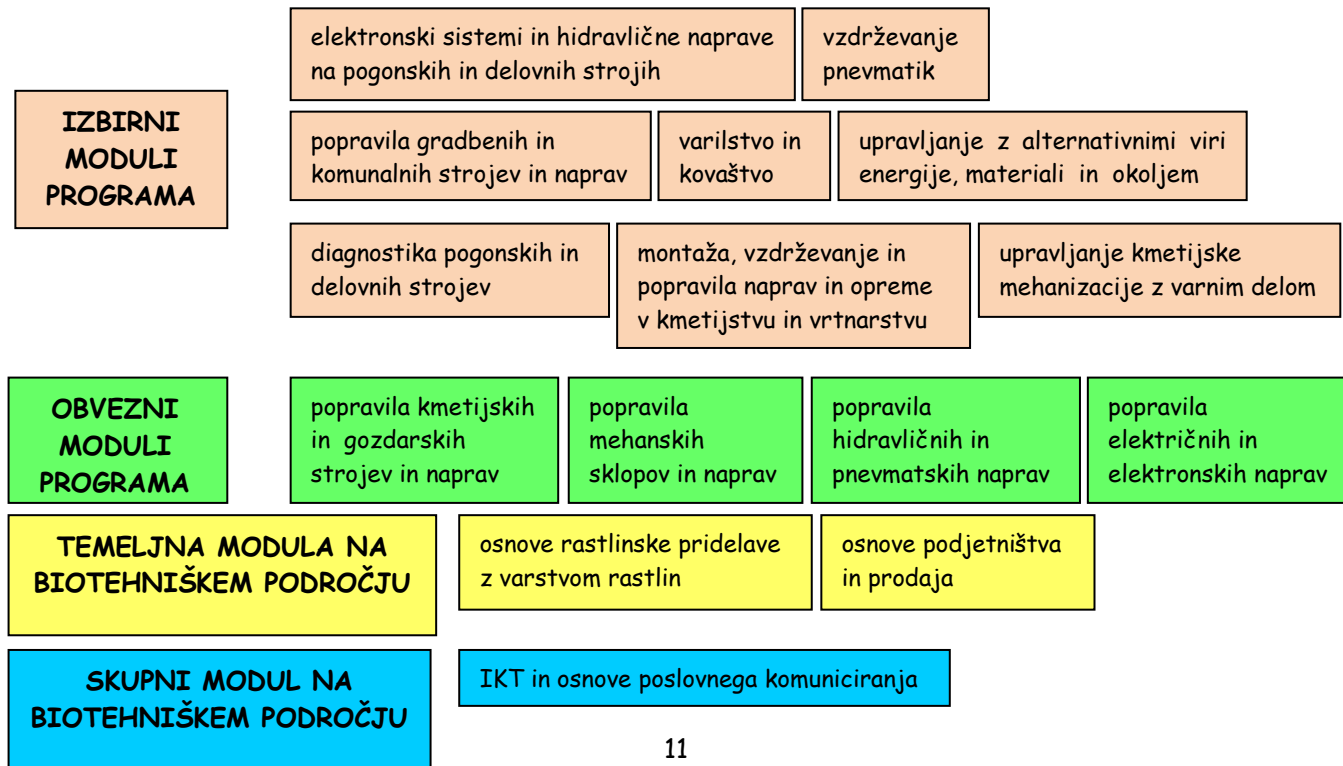 elektronski sistemi in hidravlične naprave
na pogonskih in delovnih strojih
vzdrževanje
pnevmatik
IZBIRNI
MODULI
PROGRAMA
popravila gradbenih in
komunalnih strojev in naprav
varilstvo in
kovaštvo
upravljanje z alternativnimi viri
energije, materiali in okoljem
diagnostika pogonskih in
delovnih strojev
montaža, vzdrževanje in
popravila naprav in opreme
v kmetijstvu in vrtnarstvu
upravljanje kmetijske
mehanizacije z varnim delom
OBVEZNI
MODULI
PROGRAMA
popravila kmetijskih
in gozdarskih
strojev in naprav
popravila
mehanskih
sklopov in naprav
popravila
hidravličnih in
pnevmatskih naprav
popravila
električnih in
elektronskih naprav
TEMELJNA MODULA NA
BIOTEHNIŠKEM PODROČJU
osnove rastlinske pridelave
z varstvom rastlin
osnove podjetništva
in prodaja
SKUPNI MODUL NA
BIOTEHNIŠKEM PODROČJU
IKT in osnove poslovnega komuniciranja
11